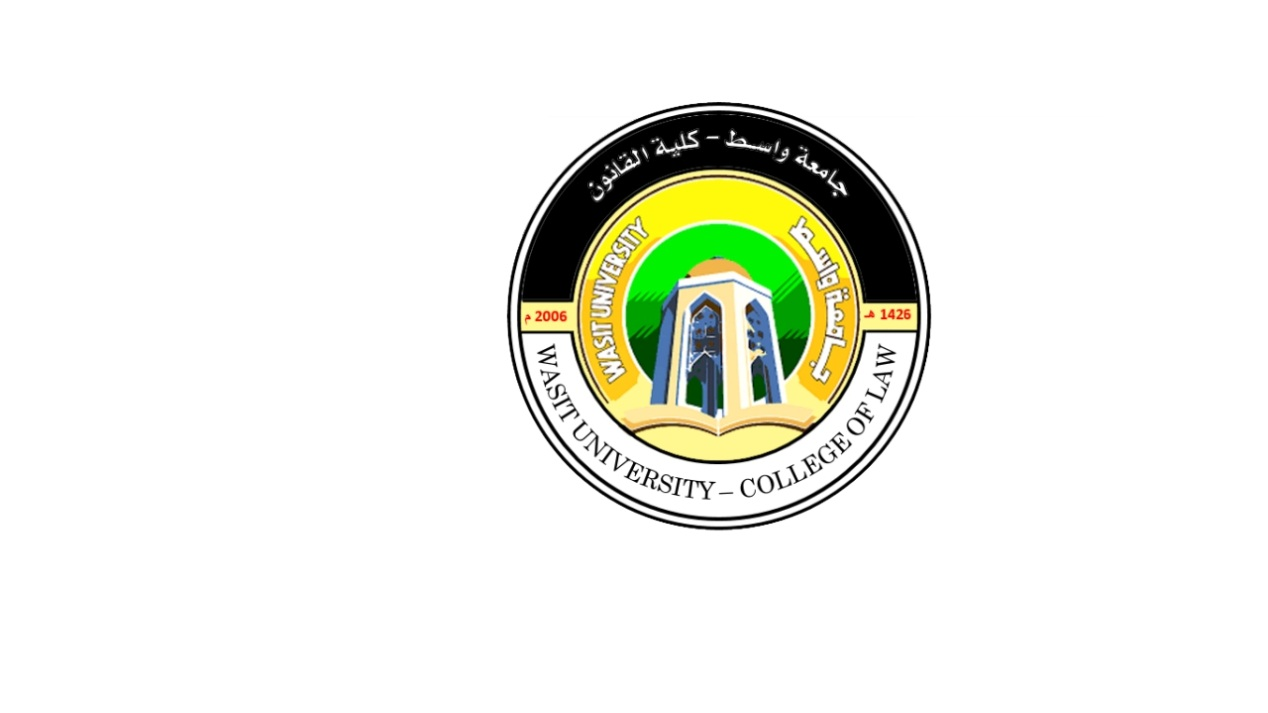 جامعة واسط - كلية القانون
WASIT UNIVERSITY
جامعة واسط
2006 م
1426 هـ
WASIT UNIVERSITY – COLLEGE OF LAW